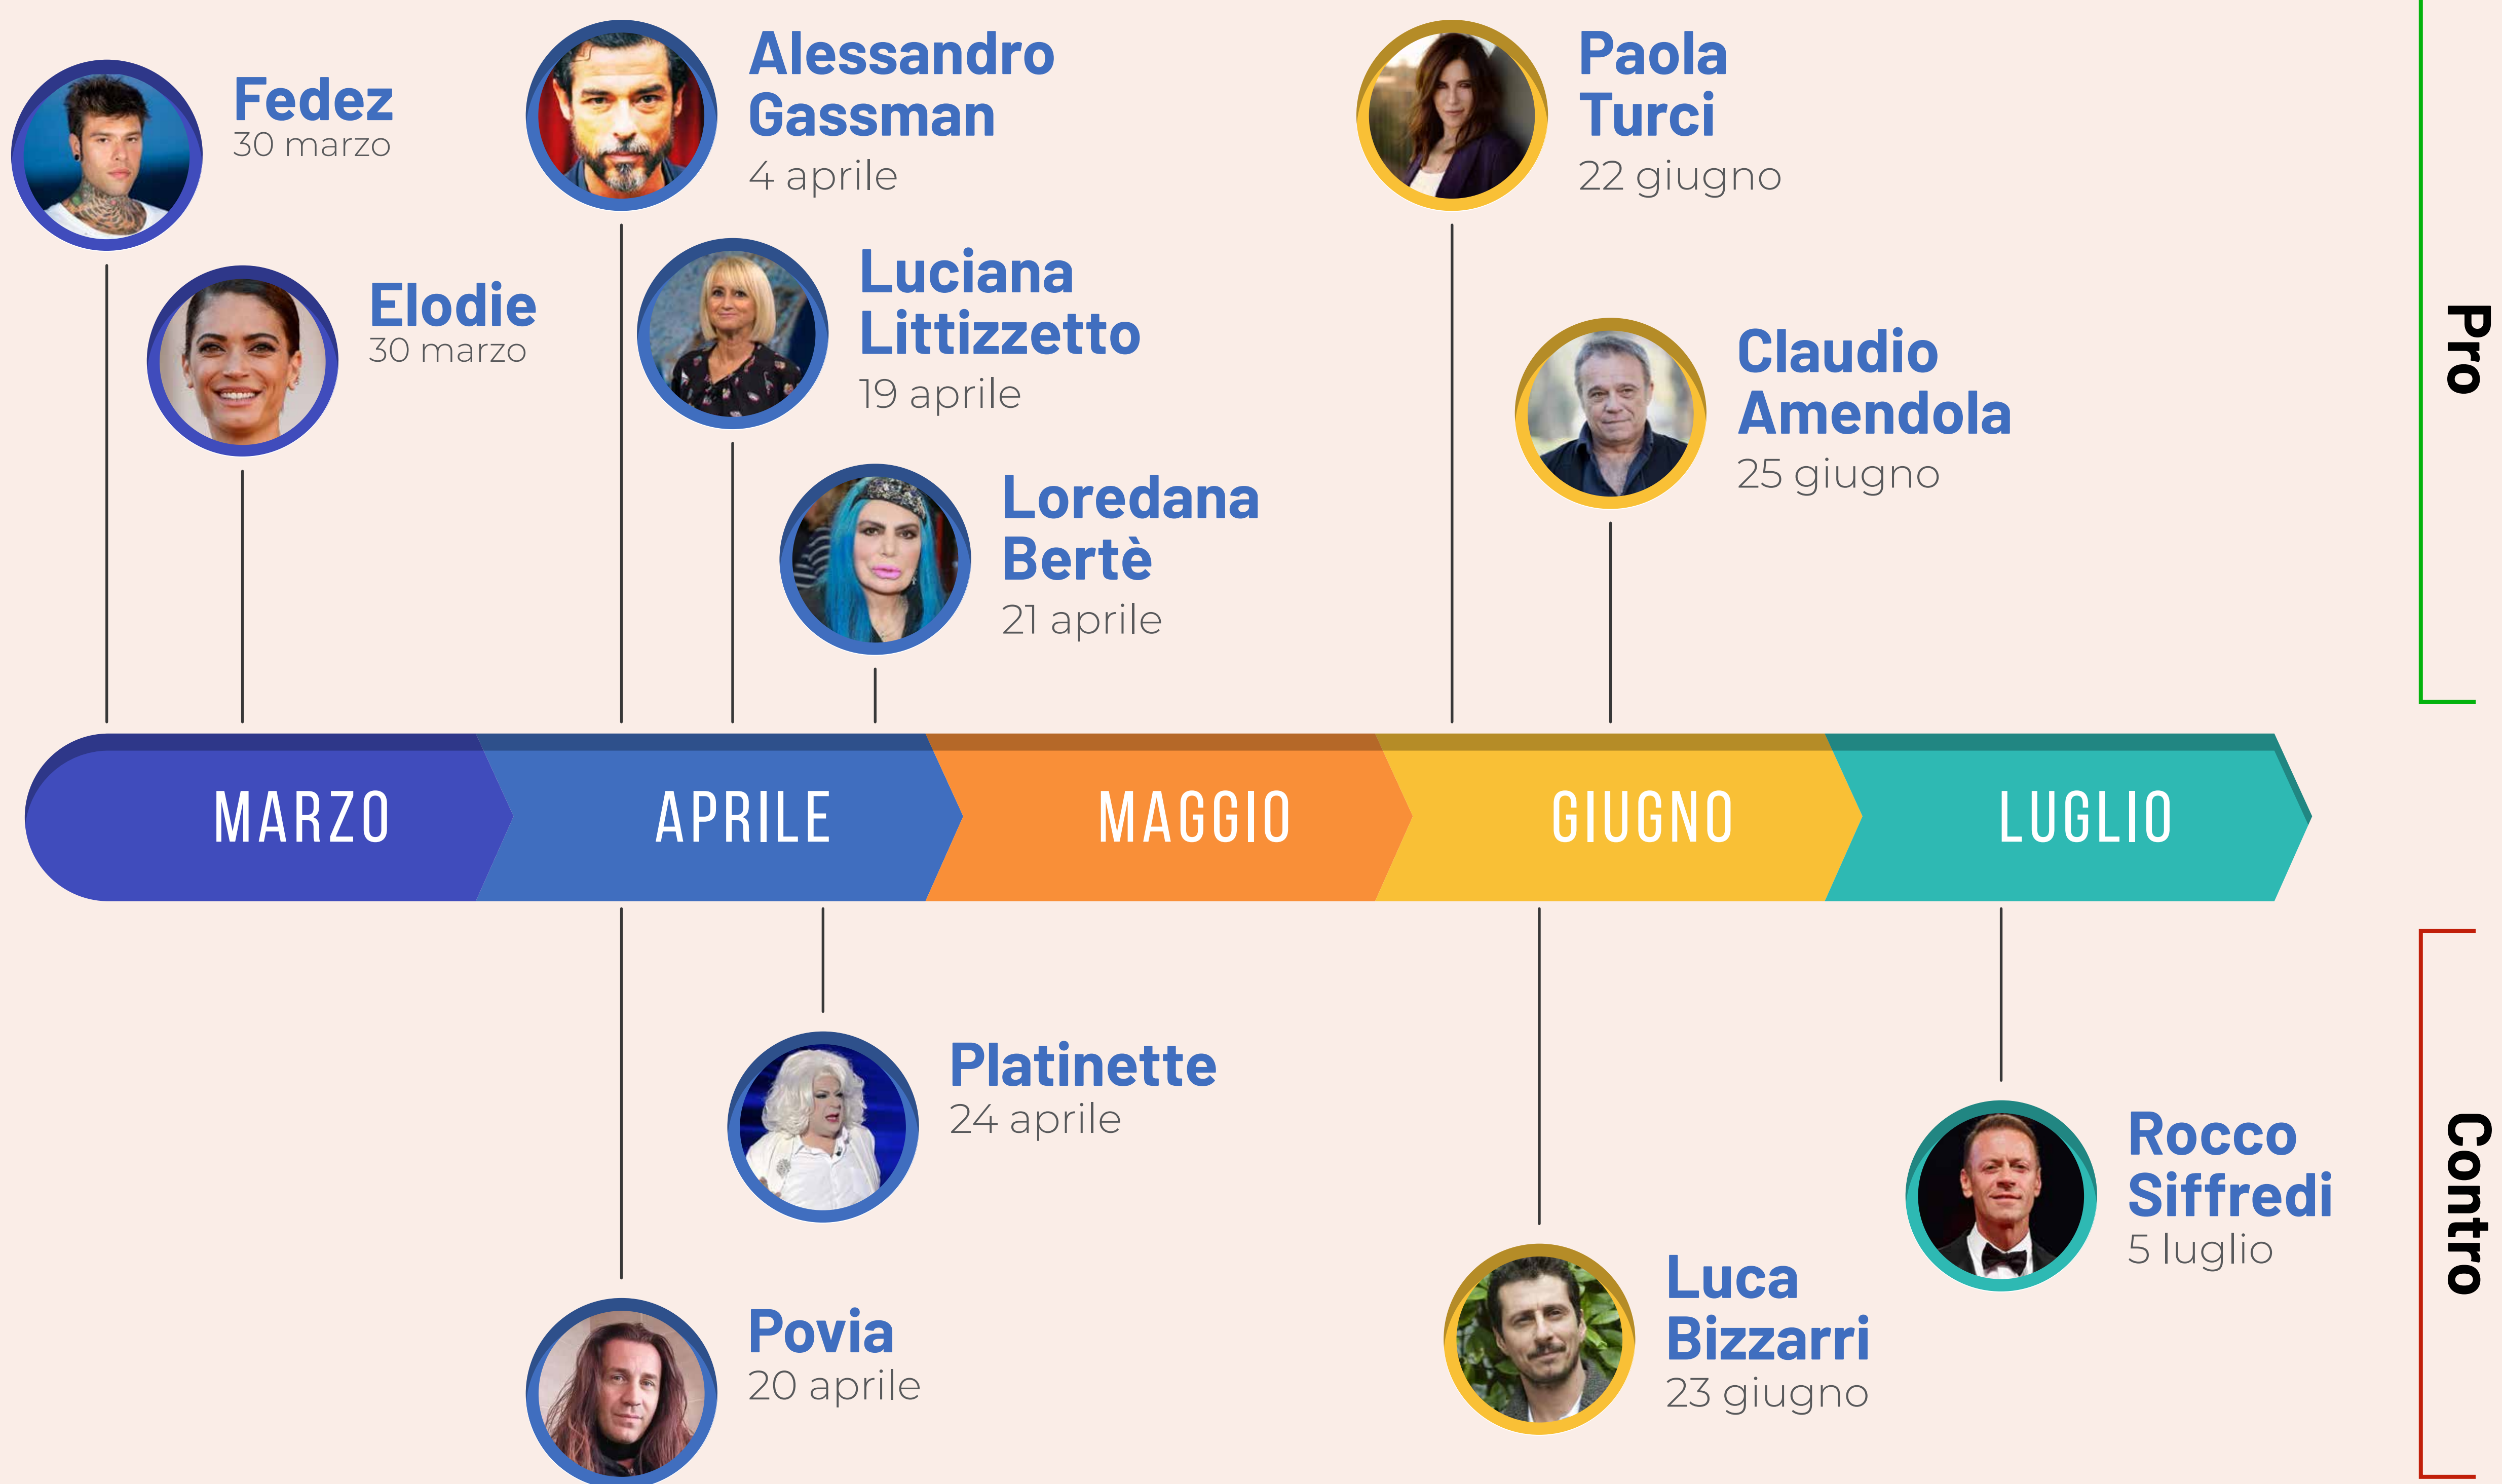 Fedez
30 marzo
Elodie
30 marzo
Alessandro
Gassman
4 aprile
Luciana
Littizzetto
19 aprile
Loredana
Bertè
21 aprile
Paola
Turci
22 giugno
Claudio
Amendola
25 giugno
Pro
MARZO
APRILE
MAGGIO
GIUGNO
LUGLIO
Platinette
24 aprile
Povia
20 aprile
Luca
Bizzarri
23 giugno
Rocco
Siffredi
5 luglio
Contro